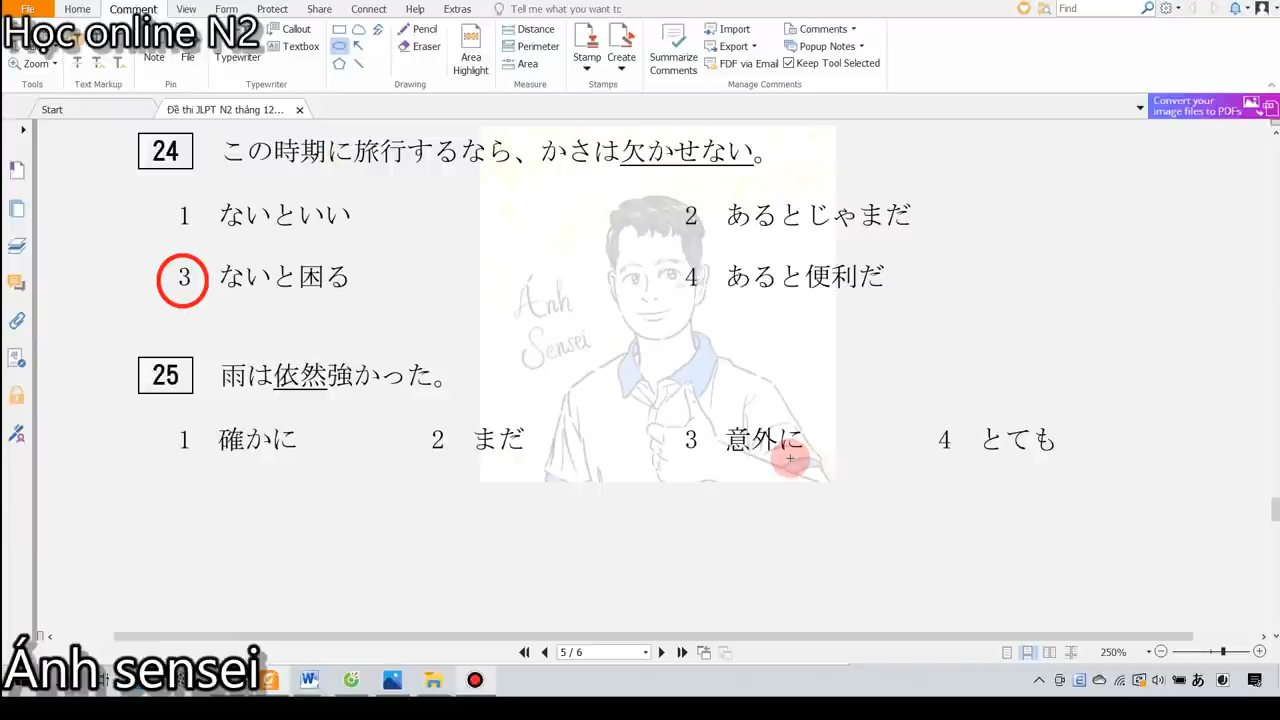 File Home Comment View Form Protect Share Connect Help Extras Tell me what you want to Find
Học online N2
Callout Pencil Distance Import Comments
Textbox Eraser Perimeter Export Popup Notes
Zoom Typewriter Note File Area Highlight Area Stamp Create Summarize Comments FDF via Email Keep Tool Selected
Tools Text Markup Pin Typewriter Drawing Measure Stamps Manage Comments
Start Đề thi JLPT N2 tháng 12... Convert your image files to PDFs
24 この時期に旅行するなら、かさは欠かせない。
1 ないといい 2 あるとじゃまだ
3 ないと困る 4 あると便利だ
Ánh
Sensei
25 雨は依然強かった。
1 確かに 2 まだ 3 意外に 4 とても
5 / 6 250%
Ánh sensei